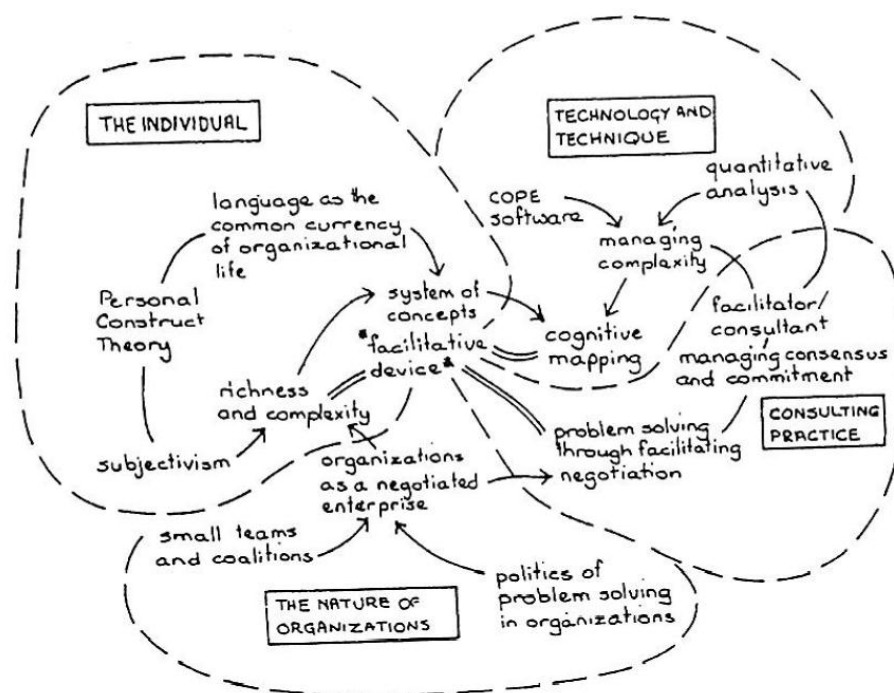 THE INDIVIDUAL
TECHNOLOGY AND
TECHNIQUE
language as the
common currency
of organizational
life
COPE
software
quantitative
analysis
managing
complexity
Personal
Construct
Theory
system of
concepts
*facilitative
device*
cognitive
mapping
facilitator/
consultant
managing consensus
and commitment
richness
and complexity
CONSULTING
PRACTICE
subjectivism
problem solving
through facilitating
negotiation
organizations
as a negotiated
enterprise
small teams
and coalitions
politics of
problem solving
in organizations
THE NATURE OF
ORGANIZATIONS